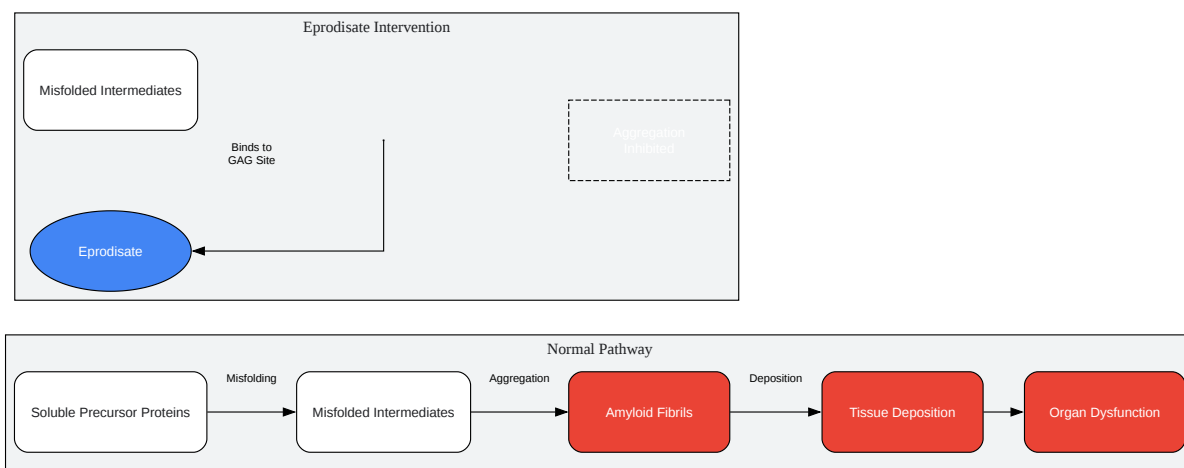 Eprodisate Intervention
Misfolded Intermediates
Binds to
GAG Site
Aggregation
Inhibited
Eprodisate
Normal Pathway
Soluble Precursor Proteins
Misfolding
Misfolded Intermediates
Aggregation
Amyloid Fibrils
Deposition
Tissue Deposition
Organ Dysfunction